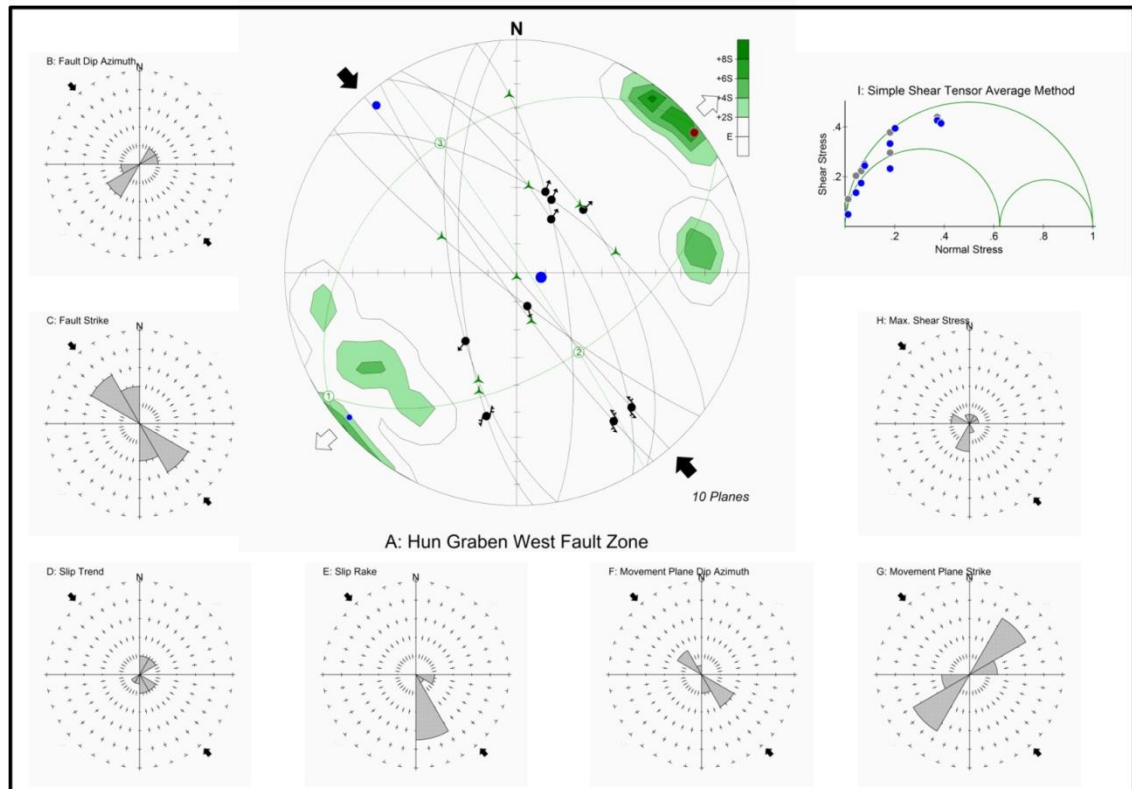 B: Fault Dip Azimuth
N
N
+8S
+6S
+4S
+2S
E
3
2
1
10 Planes
A: Hun Graben West Fault Zone
I: Simple Shear Tensor Average Method
Shear Stress
.4
.2
.2
.4
.6
.8
1
Normal Stress
C: Fault Strike
N
H: Max. Shear Stress
N
D: Slip Trend
N
E: Slip Rake
N
F: Movement Plane Dip Azimuth
N
G: Movement Plane Strike
N